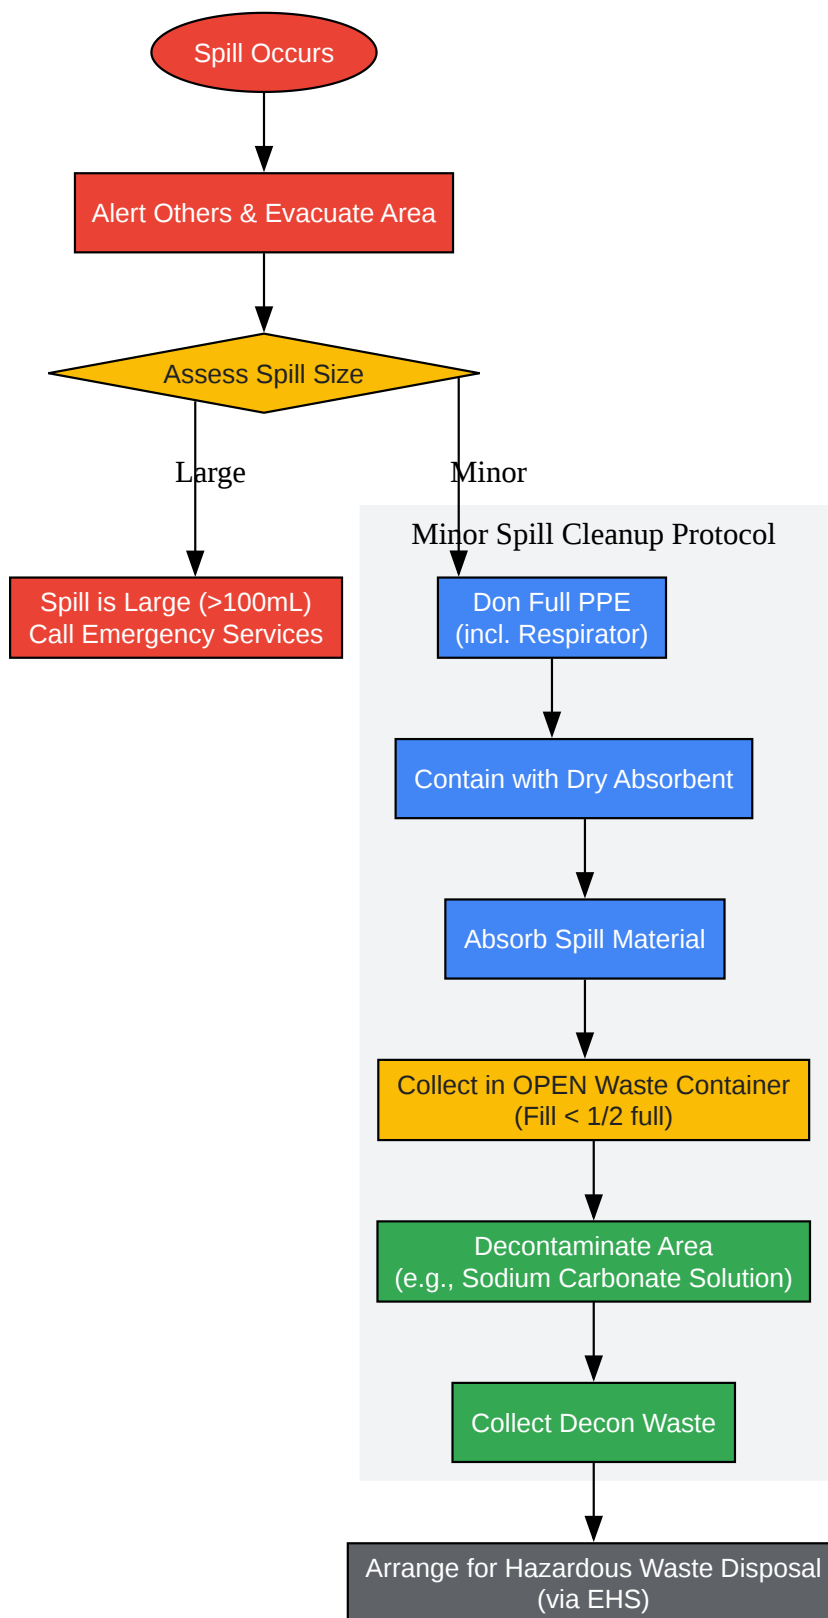 Spill Occurs
Alert Others & Evacuate Area
Assess Spill Size
Large
Minor
Minor Spill Cleanup Protocol
Spill is Large (>100mL)
Call Emergency Services
Don Full PPE
(incl. Respirator)
Contain with Dry Absorbent
Absorb Spill Material
Collect in OPEN Waste Container
(Fill < 1/2 full)
Decontaminate Area
(e.g., Sodium Carbonate Solution)
Collect Decon Waste
Arrange for Hazardous Waste Disposal
(via EHS)